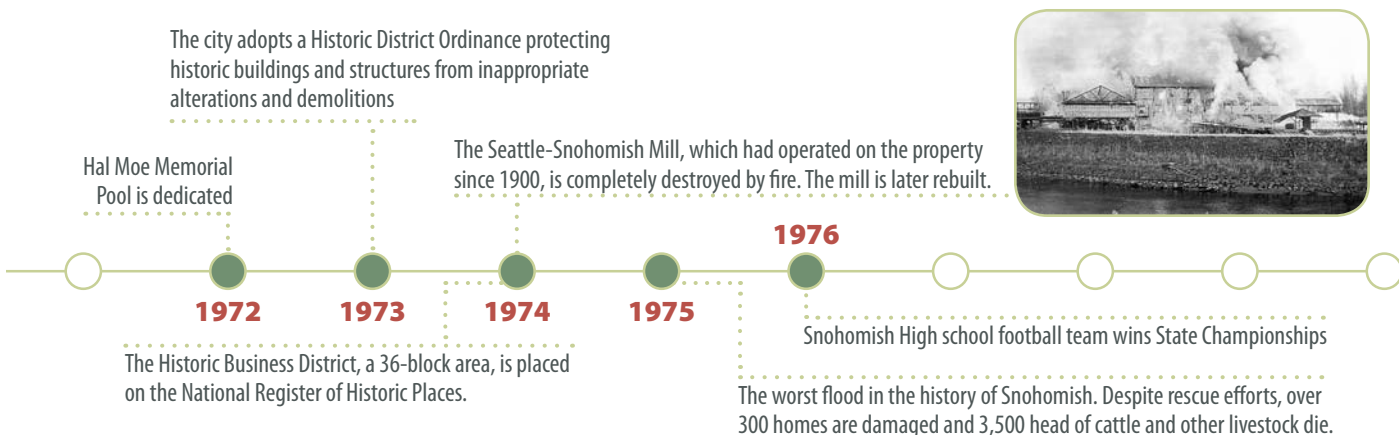 The city adopts a Historic District Ordinance protecting
historic buildings and structures from inappropriate
alterations and demolitions
Hal Moe Memorial
Pool is dedicated
The Seattle-Snohomish Mill, which had operated on the property
since 1900, is completely destroyed by fire. The mill is later rebuilt.
1976
1972
1973
1974
1975
The Historic Business District, a 36-block area, is placed
on the National Register of Historic Places.
Snohomish High school football team wins State Championships
The worst flood in the history of Snohomish. Despite rescue efforts, over
300 homes are damaged and 3,500 head of cattle and other livestock die.